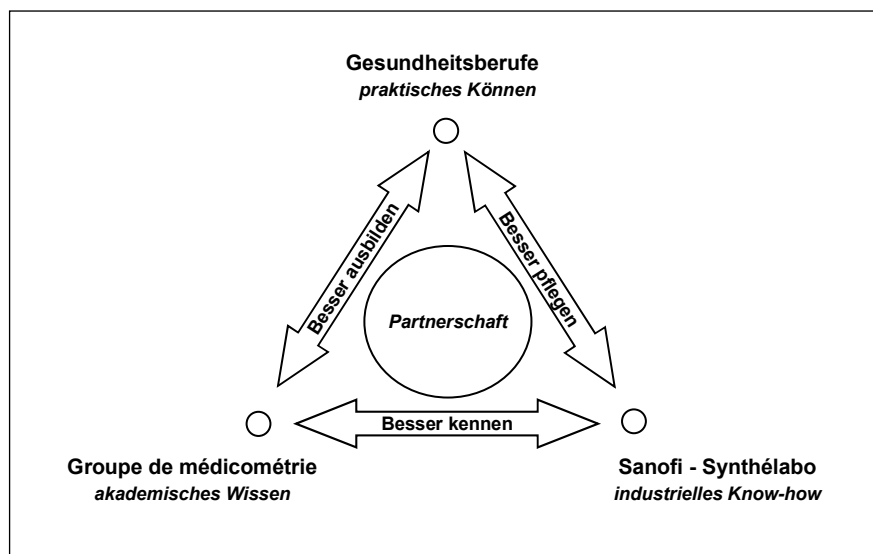 Gesundheitsberufe
praktisches Können
Besser ausbilden
Besser pflegen
Partnerschaft
Besser kennen
Groupe de médicométrie
akademisches Wissen
Sanofi - Synthélabo
industrielles Know-how